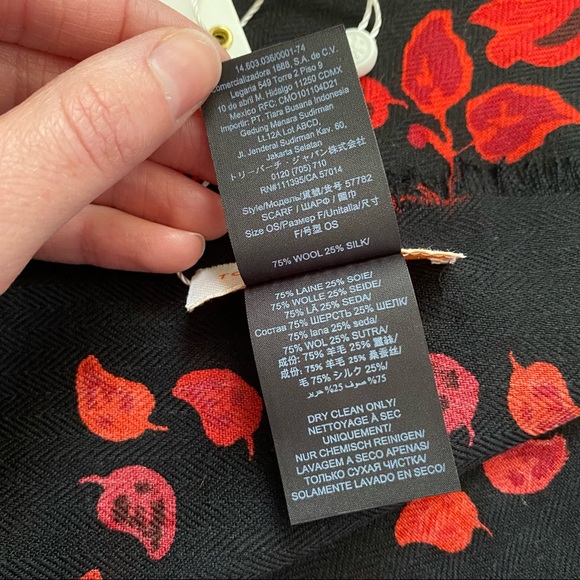 14.603.036/0001-74
Comercializadora 1888, S.A. de C.V.
Legaria 549 Torre 2 Piso 9
10 de abril M. Hidalgo 11250 CDMX
Mexico RFC: CMO101104D21
Importir: PT. Tiara Busana Indonesia
Gedung Menara Sudirman
LL12A Lot ABCD,
Jl. Jenderal Sudirman Kav. 60,
Jakarta Selatan
トリーバーチ・ジャパン株式会社
0120 (705) 710
RN#111395/CA 57014
Style/Модель/貨號/货号 57782
SCARF / ШАРФ / 圍巾
Size OS/Размер F/Unitalla/尺寸
F/号型 OS
75% WOOL 25% SILK/
75% LAINE 25% SOIE/
75% WOLLE 25% SEIDE/
75% LÃ 25% SEDA/
Состав 75% ШЕРСТЬ 25% ШЕЛК/
75% lana 25% seda/
75% WOL 25% SUTRA/
成份: 75% 羊毛 25% 蠶絲/
成份: 75% 羊毛 25% 桑蚕丝/
毛 75% シルク 25%/
75% صوف 25% حرير/
DRY CLEAN ONLY/
NETTOYAGE À SEC
UNIQUEMENT/
NUR CHEMISCH REINIGEN/
LAVAGEM A SECO APENAS/
ТОЛЬКО СУХАЯ ЧИСТКА/
SOLAMENTE LAVADO EN SECO/